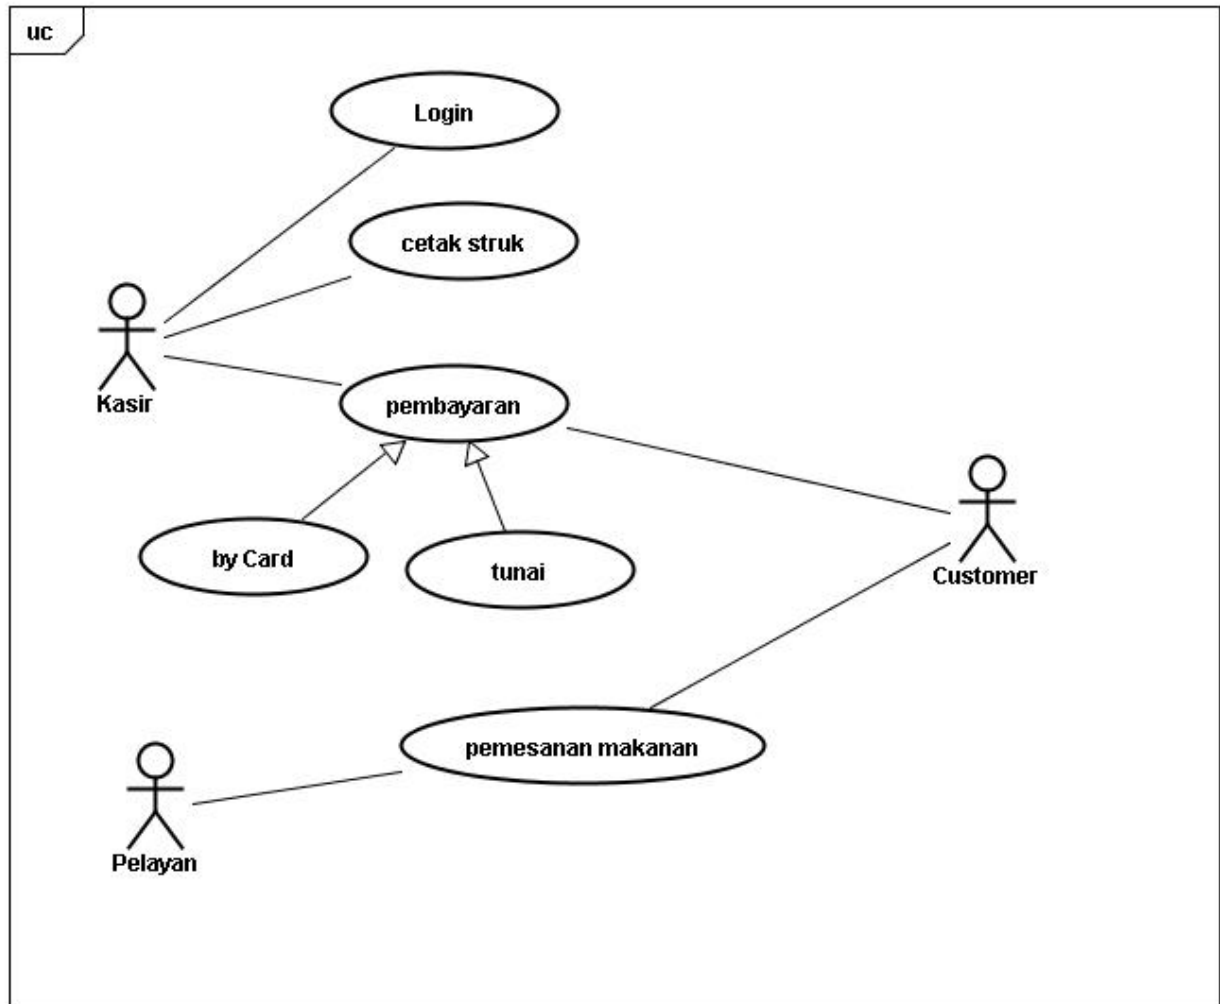 uc
Login
cetak struk
Kasir
pembayaran
by Card
tunai
Customer
pemesanan makanan
Pelayan